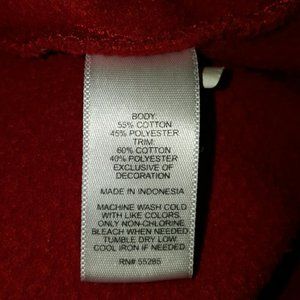 BODY:
55% COTTON
45% POLYESTER
TRIM:
60% COTTON
40% POLYESTER
EXCLUSIVE OF
DECORATION
MADE IN INDONESIA
MACHINE WASH COLD
WITH LIKE COLORS.
ONLY NON-CHLORINE
BLEACH WHEN NEEDED.
TUMBLE DRY LOW.
COOL IRON IF NEEDED.
RN# 55285